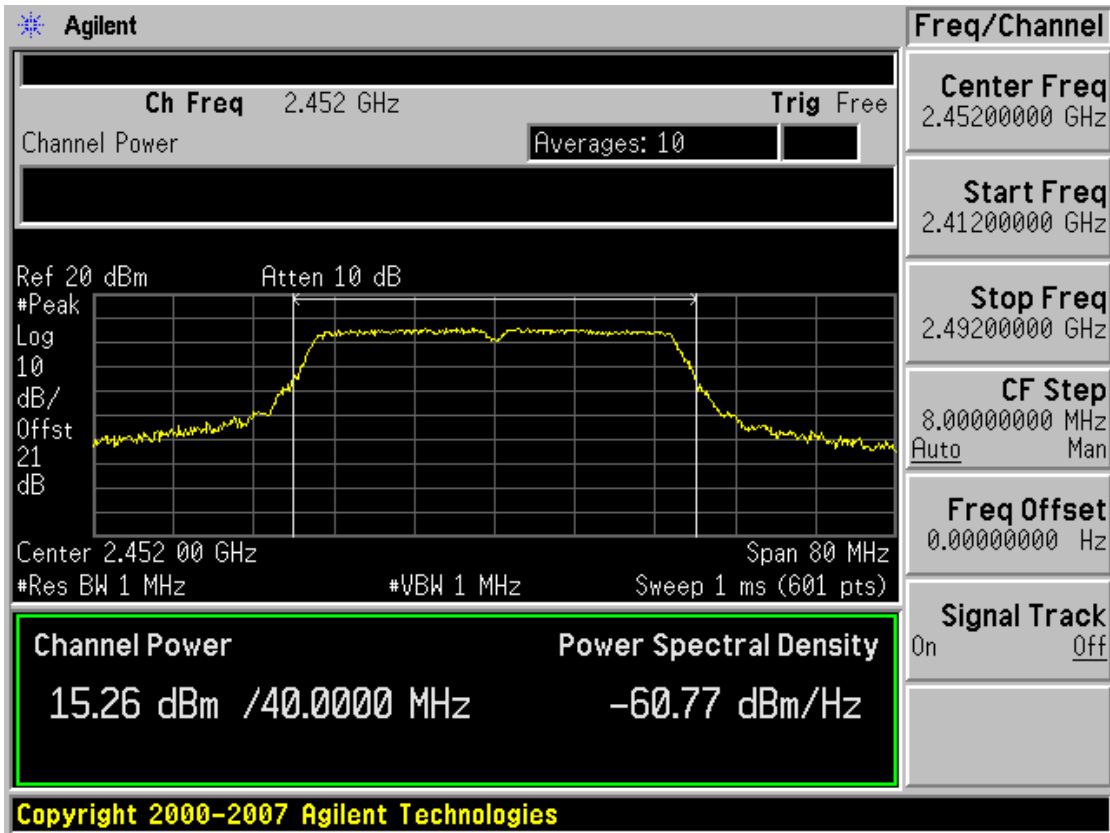 Agilent
Ch Freq 2.452 GHz Trig Free
Channel Power Averages: 10
Ref 20 dBm Atten 10 dB
#Peak
Log
10
dB/
Offst
21
dB
Center 2.452 00 GHz Span 80 MHz
#Res BW 1 MHz #VBW 1 MHz Sweep 1 ms (601 pts)
Channel Power Power Spectral Density
15.26 dBm /40.0000 MHz -60.77 dBm/Hz
Copyright 2000-2007 Agilent Technologies
Freq/Channel
Center Freq
2.45200000 GHz
Start Freq
2.41200000 GHz
Stop Freq
2.49200000 GHz
CF Step
8.00000000 MHz
Auto Man
Freq Offset
0.00000000 Hz
Signal Track
On Off